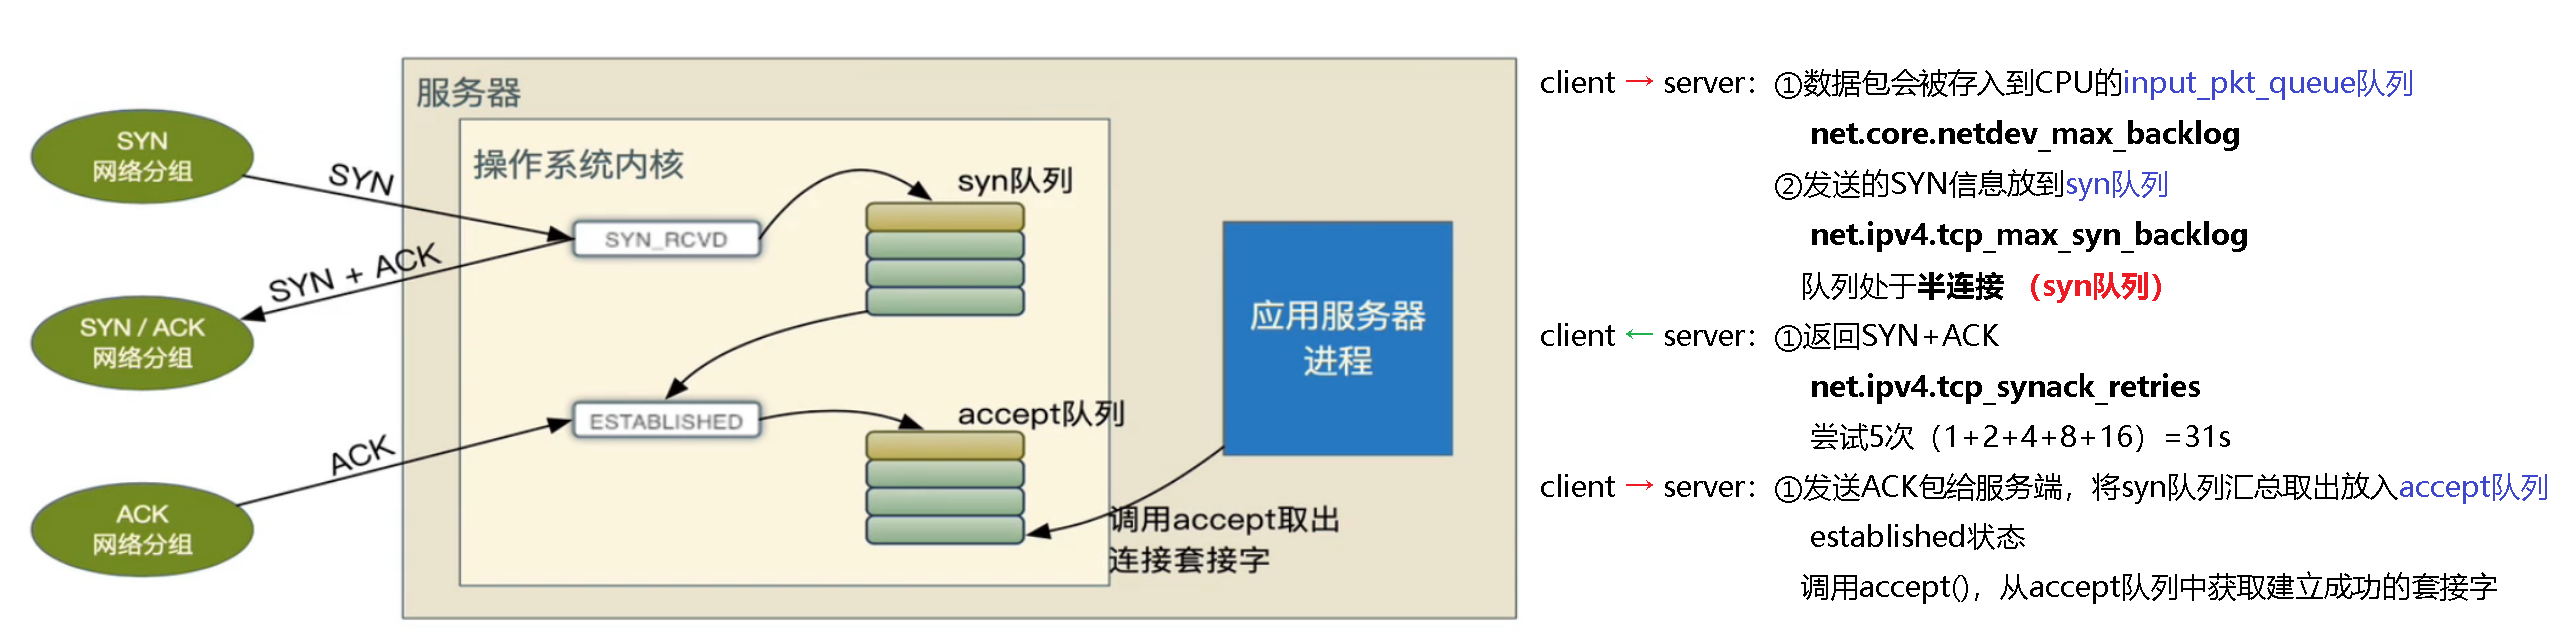 服务器
操作系统内核
SYN
网络分组
SYN
SYN_RCVD
syn队列
SYN + ACK
SYN / ACK
网络分组
应用服务器
进程
ESTABLISHED
accept队列
ACK
ACK
网络分组
调用accept取出
连接套接字
client → server：①数据包会被存入到CPU的input_pkt_queue队列
net.core.netdev_max_backlog
②发送的SYN信息放到syn队列
net.ipv4.tcp_max_syn_backlog
队列处于半连接（syn队列）
client ← server：①返回SYN+ACK
net.ipv4.tcp_synack_retries
尝试5次（1+2+4+8+16）=31s
client → server：①发送ACK包给服务端，将syn队列汇总取出放入accept队列
established状态
调用accept()，从accept队列中获取建立成功的套接字